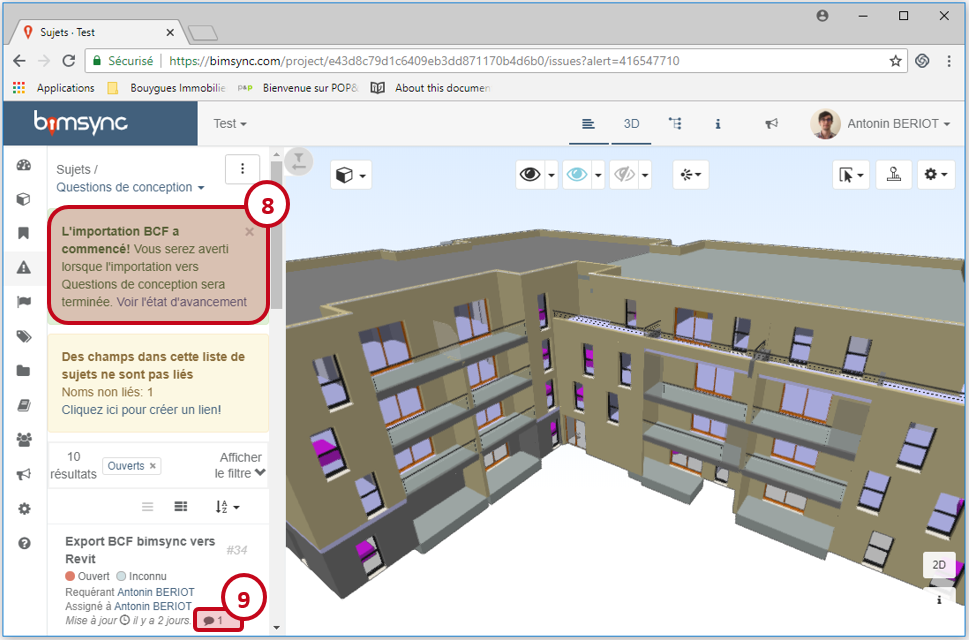 Sujets · Test
Sécurisé
https://bimsync.com/project/e43d8c79d1c6409eb3dd871170b4d6b0/issues?alert=416547710
Applications
Bouygues Immobilie
p&p
Bienvenue sur POP&
About this documen
bimsync
Test
3D
i
Antonin BERIOT
Sujets /
Questions de conception
8
L'importation BCF a
commencé! Vous serez averti
lorsque l'importation vers
Questions de conception sera
terminée. Voir l'état d'avancement
Des champs dans cette liste de
sujets ne sont pas liés
Noms non liés: 1
Cliquez ici pour créer un lien!
10
résultats
Ouverts ×
Afficher
le filtre
Export BCF bimsync vers
Revit
#34
Ouvert Inconnu
Requérant Antonin BERIOT
Assigné à Antonin BERIOT
Mise à jour il y a 2 jours.
1
9
2D
i